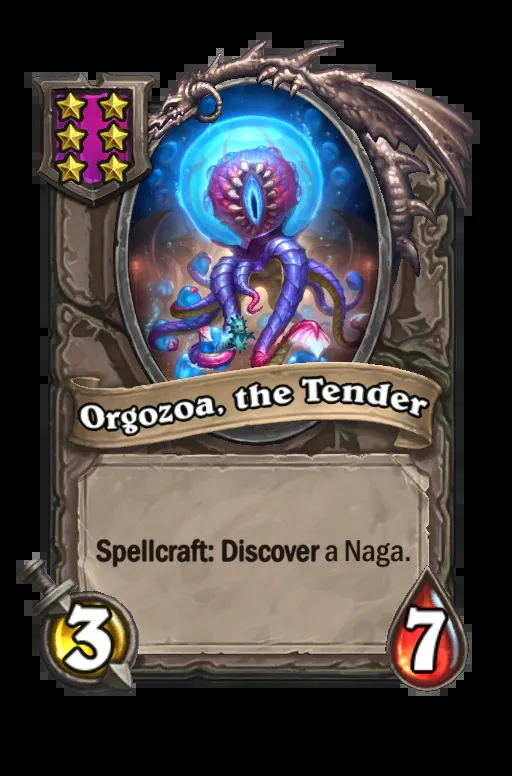 Orgozoa, the Tender
Spellcraft: Discover a Naga.
3
7